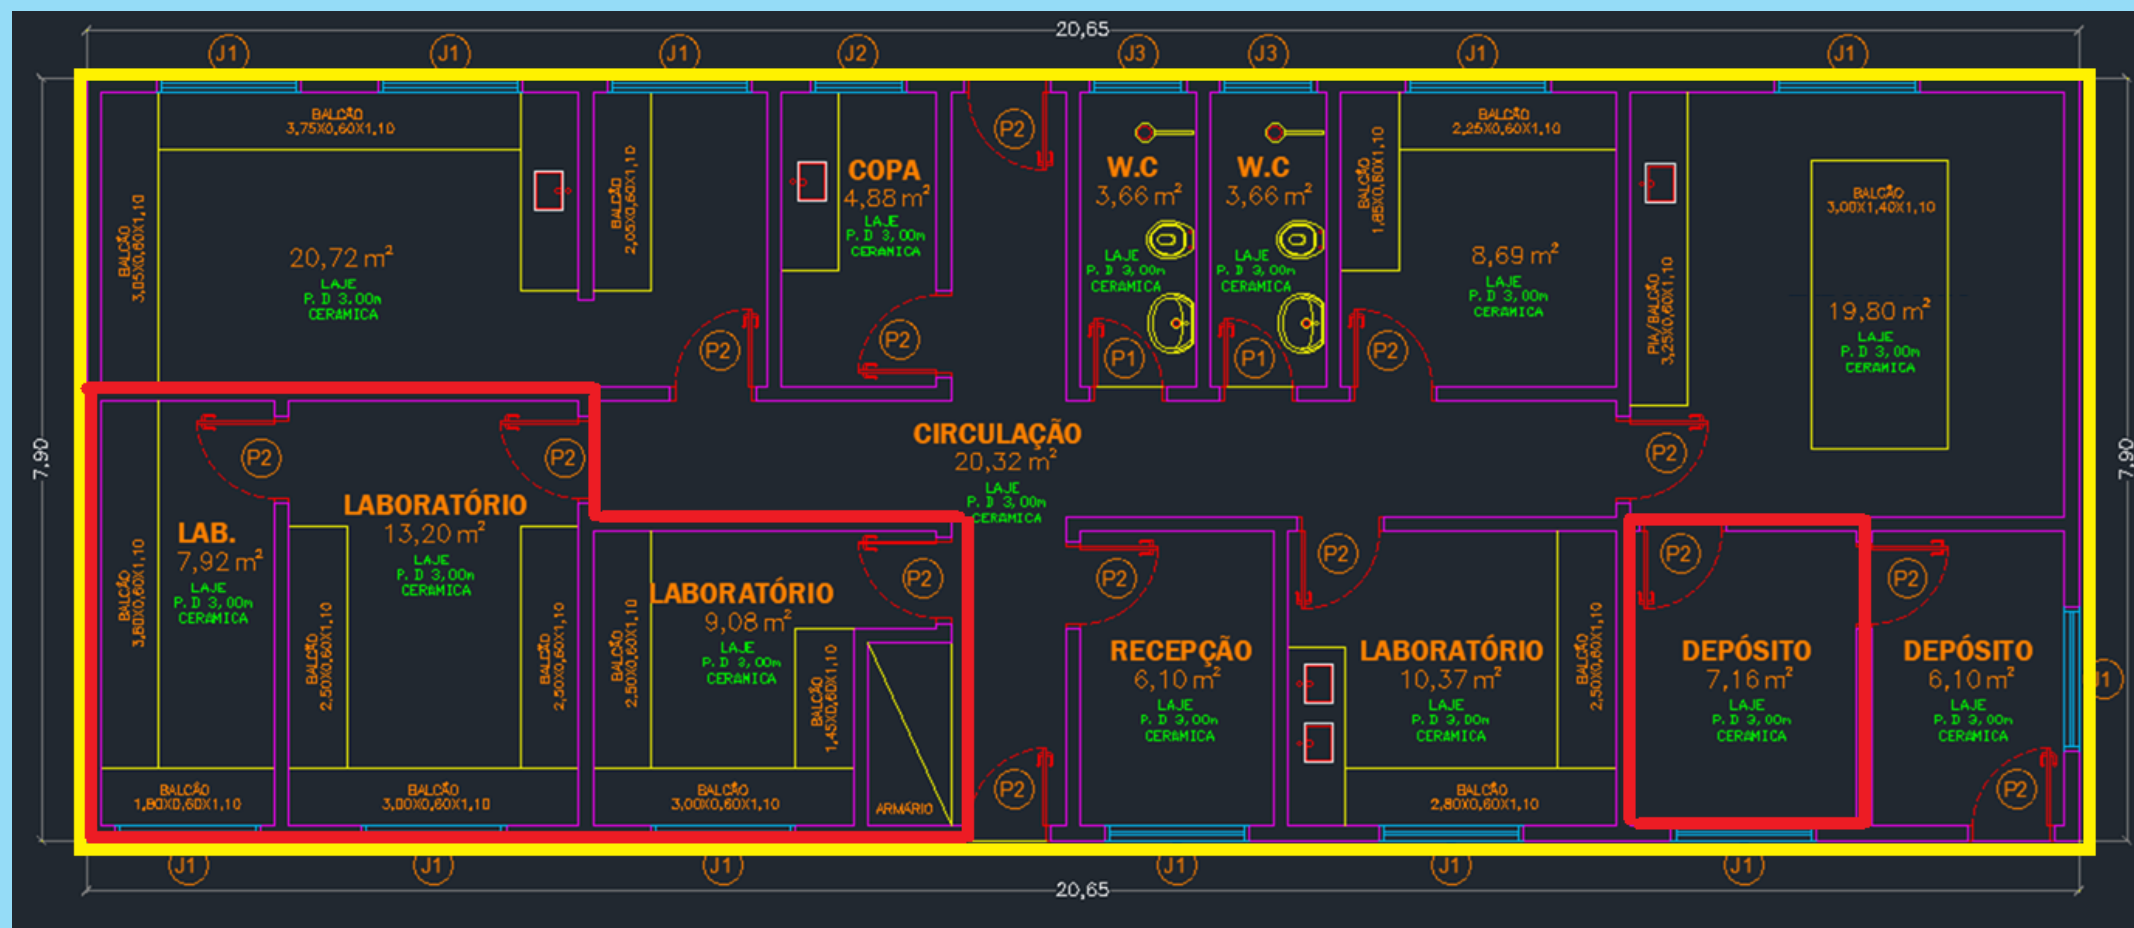 20,65
J1
J1
J1
J2
J3
J3
J1
J1
BALCÃO
3,75X0,60X1,10
BALCÃO
3,05X0,60X1,10
20,72 m²
LAJE
P. D 3,00m
CERAMICA
BALCÃO
2,05X0,60X1,10
P2
COPA
4,88 m²
LAJE
P. D 3,00m
CERAMICA
P2
P2
W.C
3,66 m²
LAJE
P. D 3,00m
CERAMICA
P1
W.C
3,66 m²
LAJE
P. D 3,00m
CERAMICA
P1
BALCÃO
1,85X0,60X1,10
BALCÃO
2,25X0,60X1,10
8,69 m²
LAJE
P. D 3,00m
CERAMICA
P2
PIA/BALCÃO
3,25X0,60X1,10
BALCÃO
3,00X1,40X1,10
19,80 m²
LAJE
P. D 3,00m
CERAMICA
P2
7,90
7,90
CIRCULAÇÃO
20,32 m²
LAJE
P. D 3,00m
CERAMICA
P2
LAB.
7,92 m²
LAJE
P. D 3,00m
CERAMICA
BALCÃO
3,80X0,60X1,10
BALCÃO
1,80X0,60X1,10
P2
LABORATÓRIO
13,20 m²
LAJE
P. D 3,00m
CERAMICA
BALCÃO
2,50X0,60X1,10
BALCÃO
2,50X0,60X1,10
BALCÃO
3,00X0,60X1,10
P2
LABORATÓRIO
9,08 m²
LAJE
P. D 3,00m
CERAMICA
BALCÃO
2,50X0,60X1,10
BALCÃO
1,45X0,60X1,10
BALCÃO
3,00X0,60X1,10
ARMÁRIO
P2
P2
RECEPÇÃO
6,10 m²
LAJE
P. D 3,00m
CERAMICA
P2
LABORATÓRIO
10,37 m²
LAJE
P. D 3,00m
CERAMICA
BALCÃO
2,50X0,60X1,10
BALCÃO
2,80X0,60X1,10
P2
DEPÓSITO
7,16 m²
LAJE
P. D 3,00m
CERAMICA
P2
DEPÓSITO
6,10 m²
LAJE
P. D 3,00m
CERAMICA
P2
J1
J1
J1
J1
J1
J1
J1
20,65